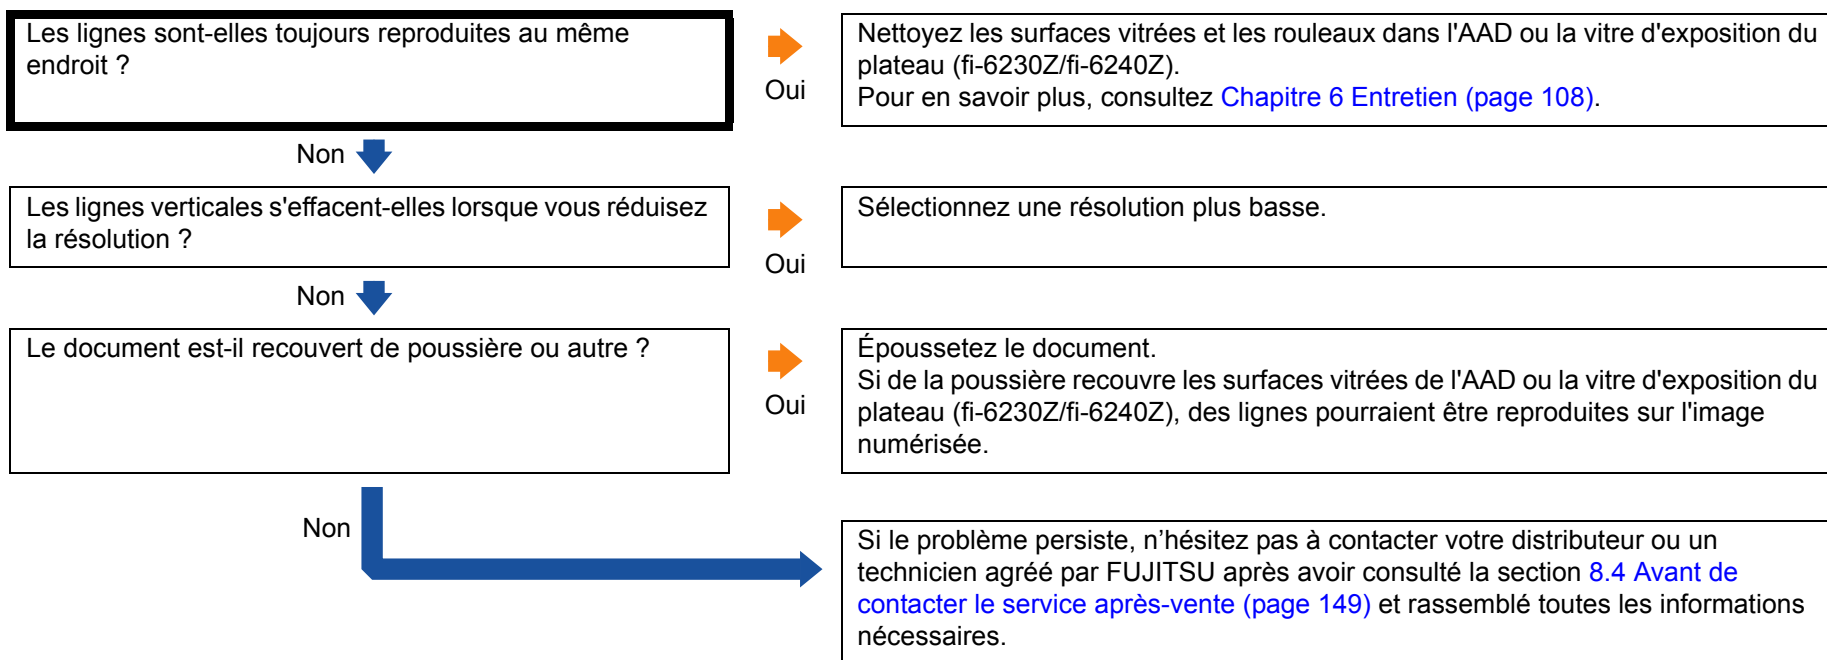 Les lignes sont-elles toujours reproduites au même
endroit ?
Oui
Nettoyez les surfaces vitrées et les rouleaux dans l'AAD ou la vitre d'exposition du
plateau (fi-6230Z/fi-6240Z).
Pour en savoir plus, consultez Chapitre 6 Entretien (page 108).
Non
Les lignes verticales s'effacent-elles lorsque vous réduisez
la résolution ?
Oui
Sélectionnez une résolution plus basse.
Non
Le document est-il recouvert de poussière ou autre ?
Oui
Époussetez le document.
Si de la poussière recouvre les surfaces vitrées de l'AAD ou la vitre d'exposition du
plateau (fi-6230Z/fi-6240Z), des lignes pourraient être reproduites sur l'image
numérisée.
Non
Si le problème persiste, n’hésitez pas à contacter votre distributeur ou un
technicien agréé par FUJITSU après avoir consulté la section 8.4 Avant de
contacter le service après-vente (page 149) et rassemblé toutes les informations
nécessaires.